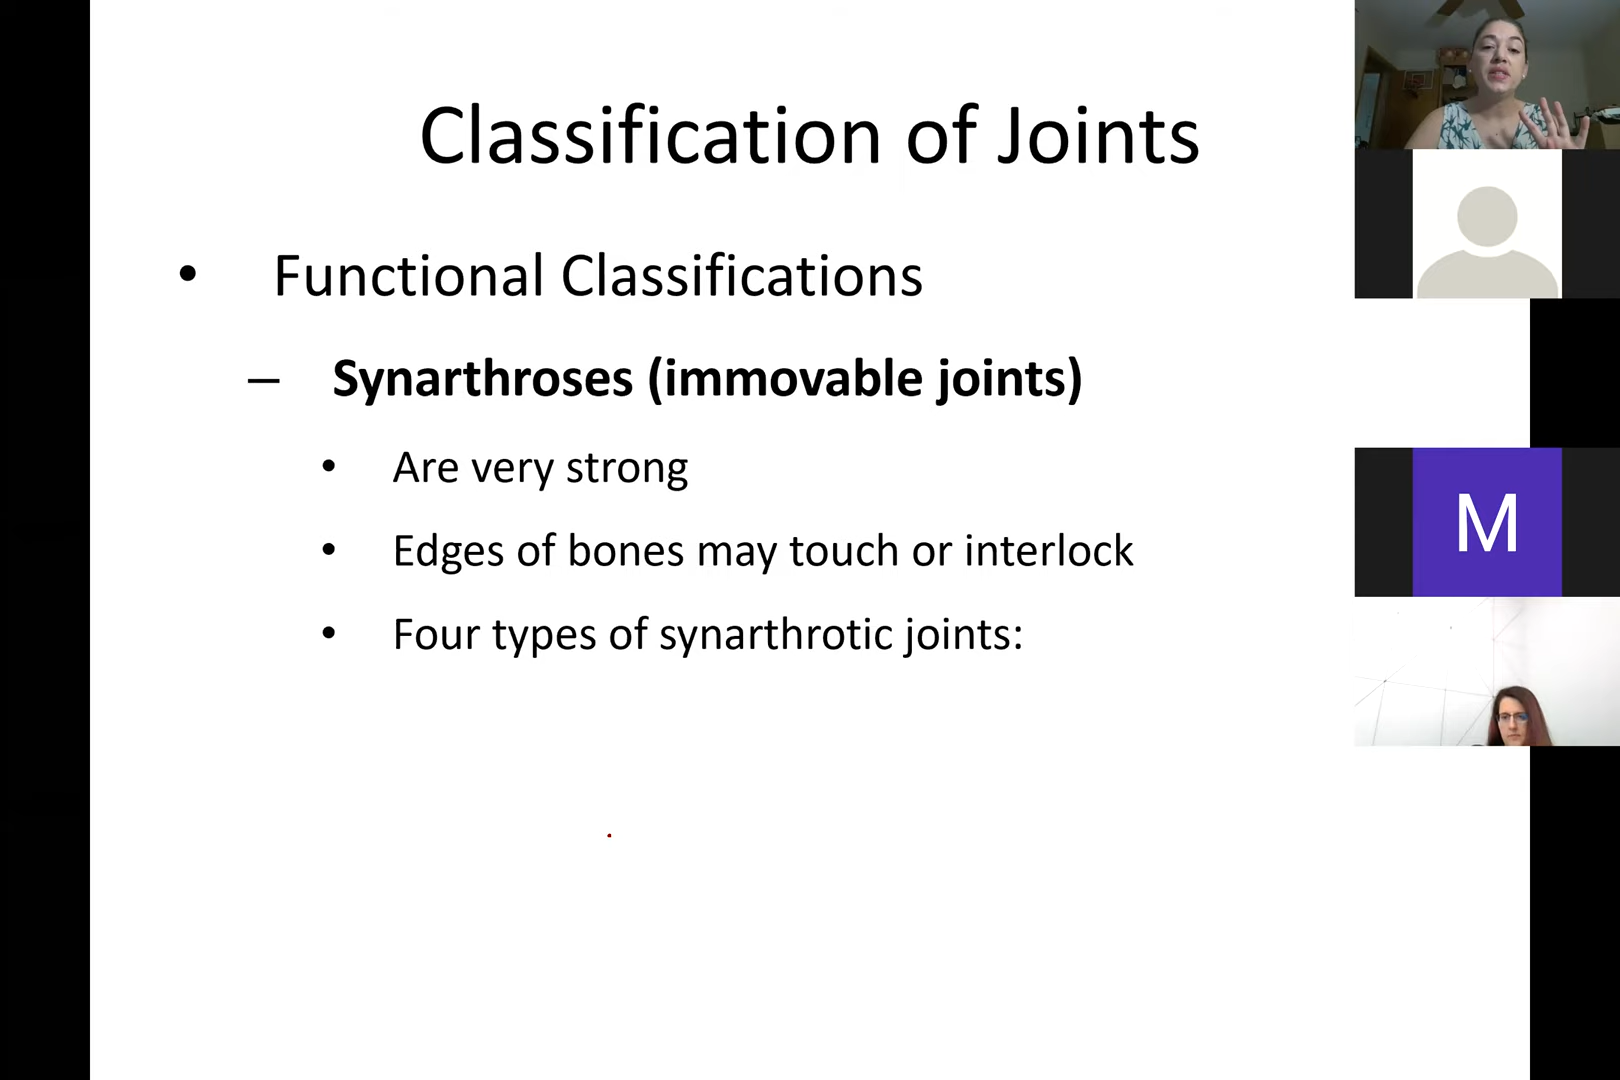 Classification of Joints
• Functional Classifications
– Synarthroses (immovable joints)
• Are very strong
• Edges of bones may touch or interlock
• Four types of synarthrotic joints:
M